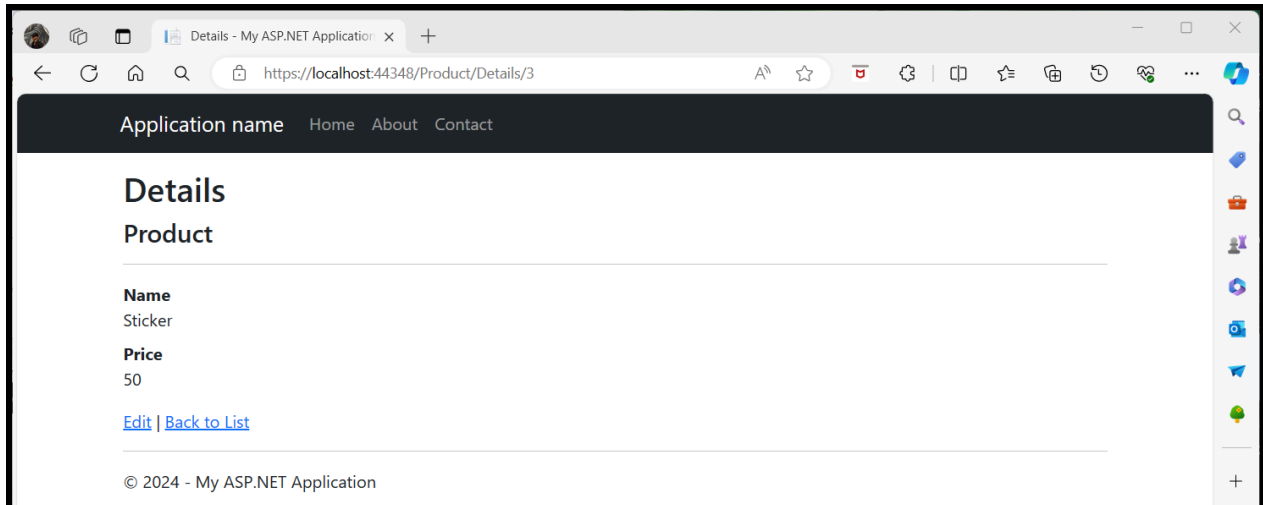 Details - My ASP.NET Application
https://localhost:44348/Product/Details/3
Application name Home About Contact
Details
Product
Name
Sticker
Price
50
Edit | Back to List
© 2024 - My ASP.NET Application